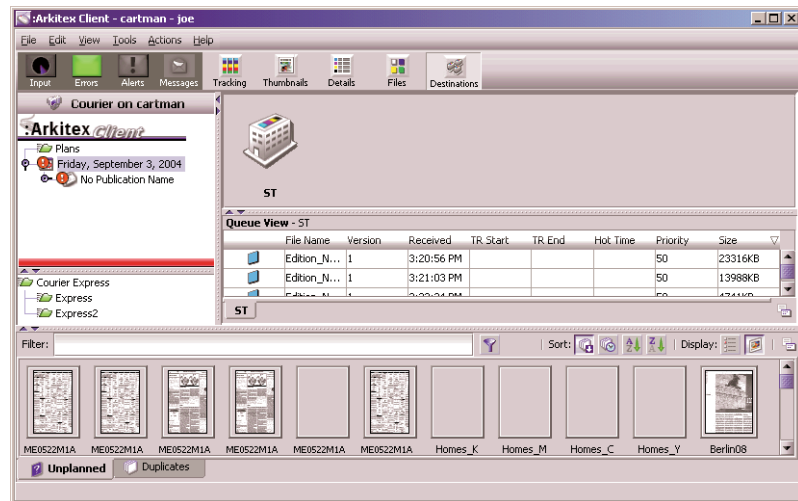 :Arkitex Client - cartman - joe
File Edit View Tools Actions Help
Input Errors Alerts Messages Tracking Thumbnails Details Files Destinations
Courier on cartman
:Arkitex Client
Plans
Friday, September 3, 2004
No Publication Name
ST
Queue View - ST
File Name Version Received TR Start TR End Hot Time Priority Size
Edition_N... 1 3:20:56 PM 50 23316KB
Edition_N... 1 3:21:03 PM 50 13988KB
ST
Courier Express
Express
Express2
Filter: Sort: Display:
ME0522M1A ME0522M1A ME0522M1A ME0522M1A ME0522M1A ME0522M1A Homes_K Homes_M Homes_C Homes_Y Berlin08
Unplanned Duplicates